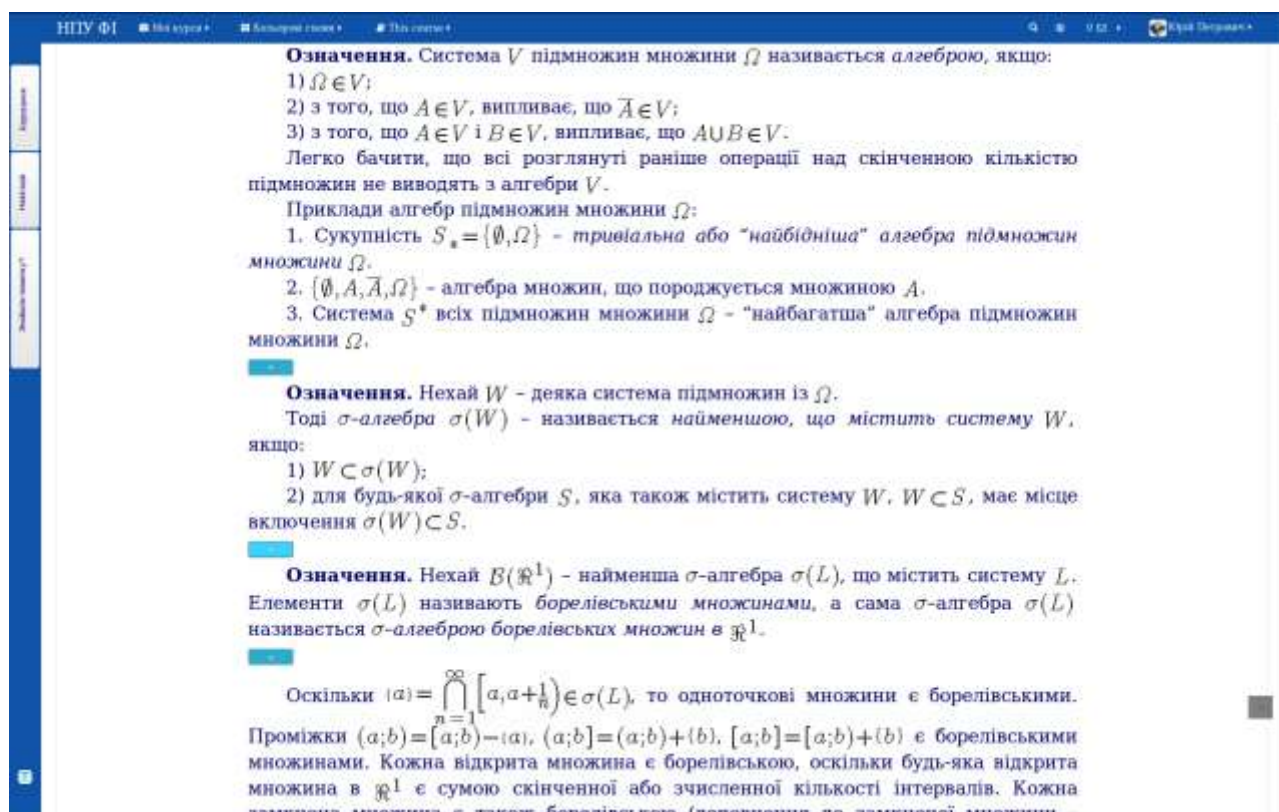 НПУ ФІ Мої курси This course
Означення. Система V підмножин множини Ω називається алгеброю, якщо:
1) Ω∈V;
2) з того, що A∈V, випливає, що A̅∈V;
3) з того, що A∈V і B∈V, випливає, що A∪B∈V.
Легко бачити, що всі розглянуті раніше операції над скінченною кількістю
підмножин не виводять з алгебри V.
Приклади алгебр підмножин множини Ω:
1. Сукупність S_*={∅,Ω} – тривіальна або “найбідніша” алгебра підмножин
множини Ω.
2. {∅,A,A̅,Ω} – алгебра множин, що породжується множиною A.
3. Система S* всіх підмножин множини Ω – “найбагатша” алгебра підмножин
множини Ω.
Означення. Нехай W – деяка система підмножин із Ω.
Тоді σ-алгебра σ(W) – називається найменшою, що містить систему W,
якщо:
1) W⊂σ(W);
2) для будь-якої σ-алгебри S, яка також містить систему W, W⊂S, має місце
включення σ(W)⊂S.
Означення. Нехай ℬ(ℜ¹) – найменша σ-алгебра σ(L), що містить систему L.
Елементи σ(L) називають борелівськими множинами, а сама σ-алгебра σ(L)
називається σ-алгеброю борелівських множин в ℜ¹.
Оскільки {a}=⋂_{n=1}^{∞}[a,a+1/n)∈σ(L), то одноточкові множини є борелівськими.
Проміжки (a;b)=[a;b)−{a}, (a;b]=(a;b)+{b}, [a;b]=[a;b)+{b} є борелівськими
множинами. Кожна відкрита множина є борелівською, оскільки будь-яка відкрита
множина в ℜ¹ є сумою скінченної або зчисленної кількості інтервалів. Кожна